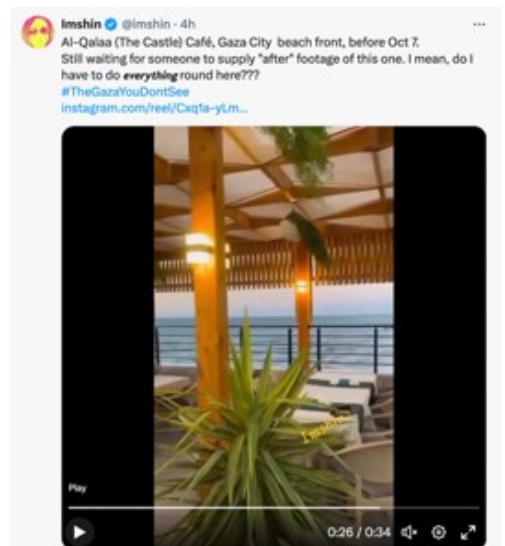 Imshin @imshin · 4h
Al-Qalaa (The Castle) Café, Gaza City beach front, before Oct 7.
Still waiting for someone to supply "after" footage of this one. I mean, do I
have to do everything round here???
#TheGazaYouDontSee
instagram.com/reel/Cxq1a-yLm...
Imshin
Play
0:26 / 0:34